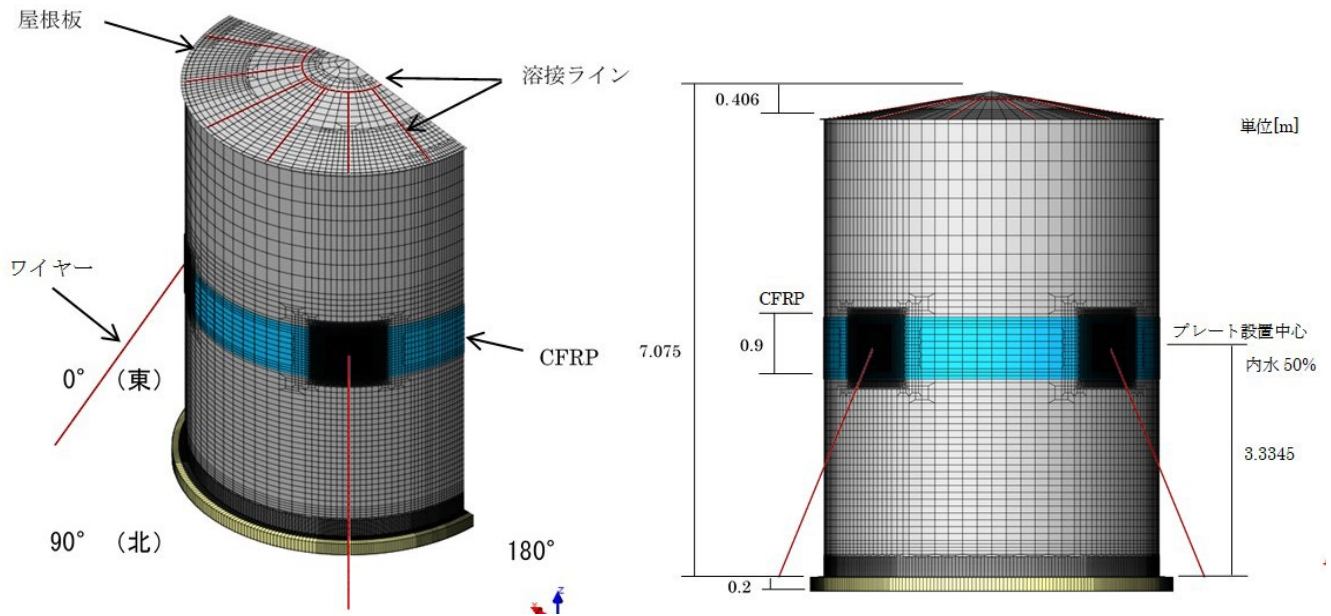 屋根板
溶接ライン
ワイヤー
CFRP
0° (東)
90° (北)
180°
z
0.406
単位[m]
CFRP
0.9
7.075
プレート設置中心
内水 50%
3.3345
0.2